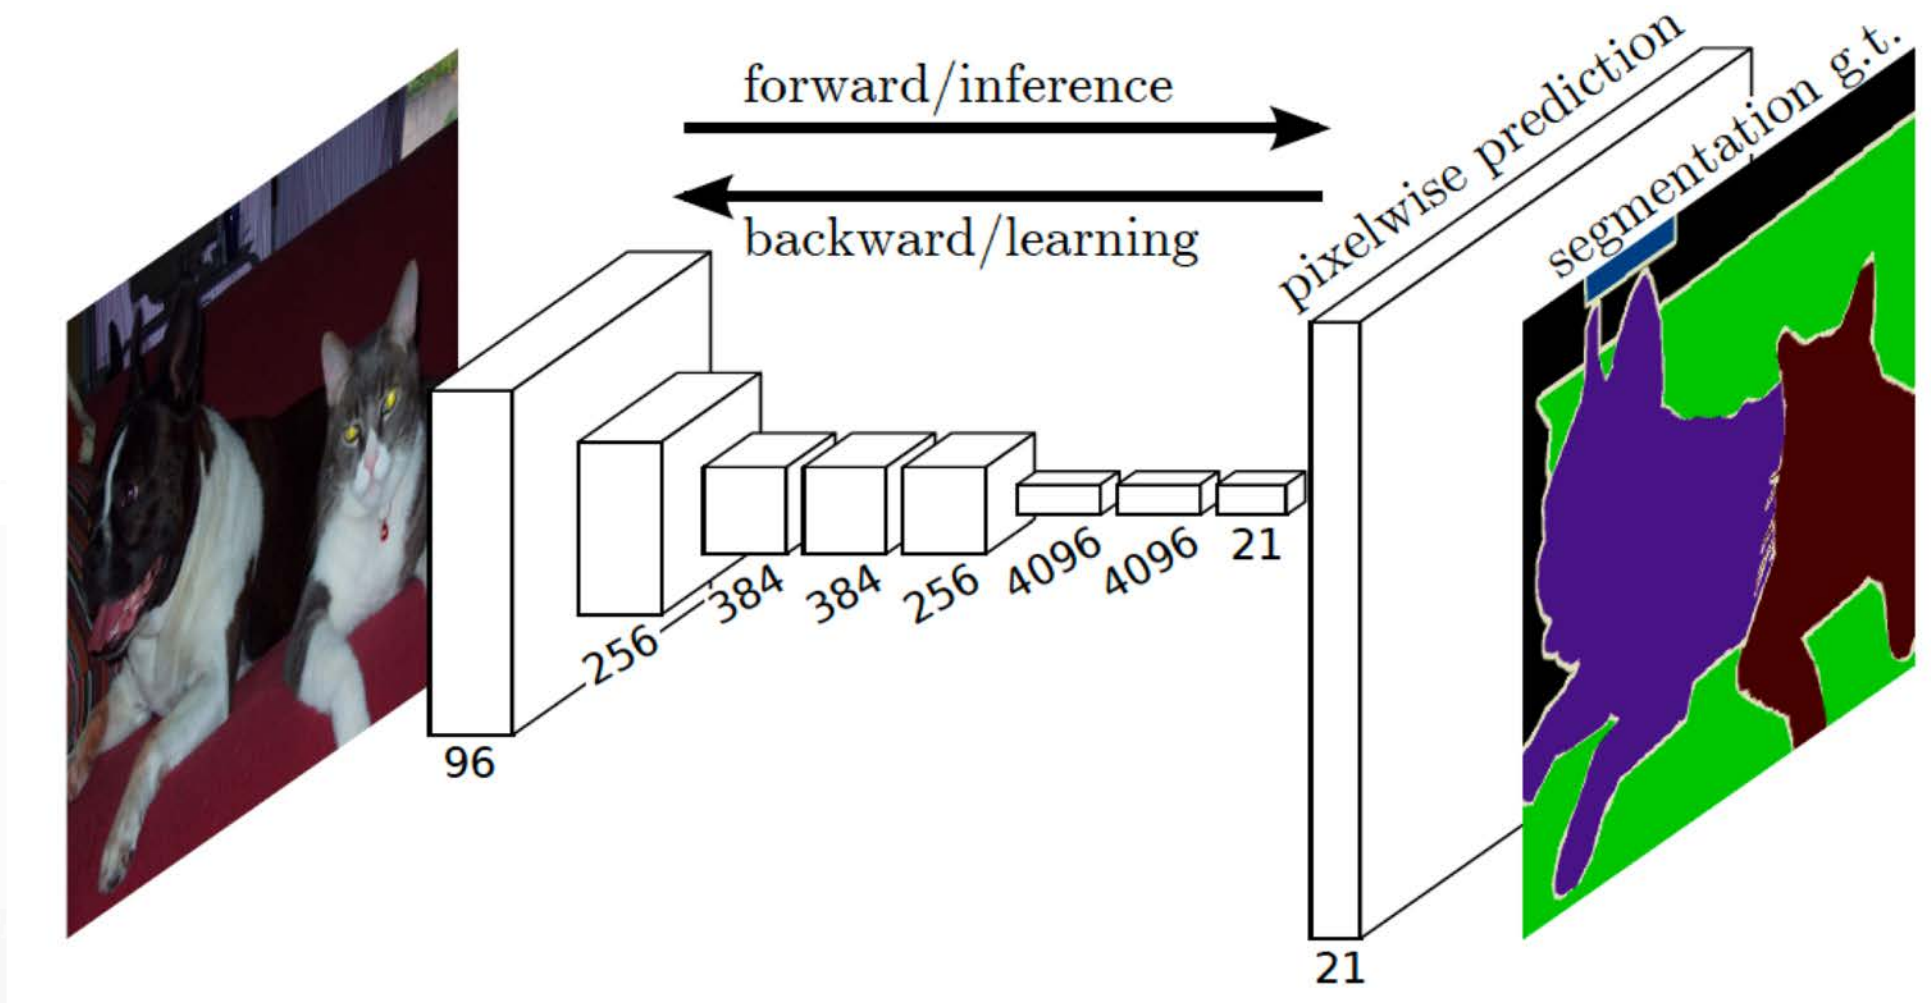 forward/inference
backward/learning
pixelwise prediction
segmentation g.t.
96
256
384
384
256
4096
4096
21
21